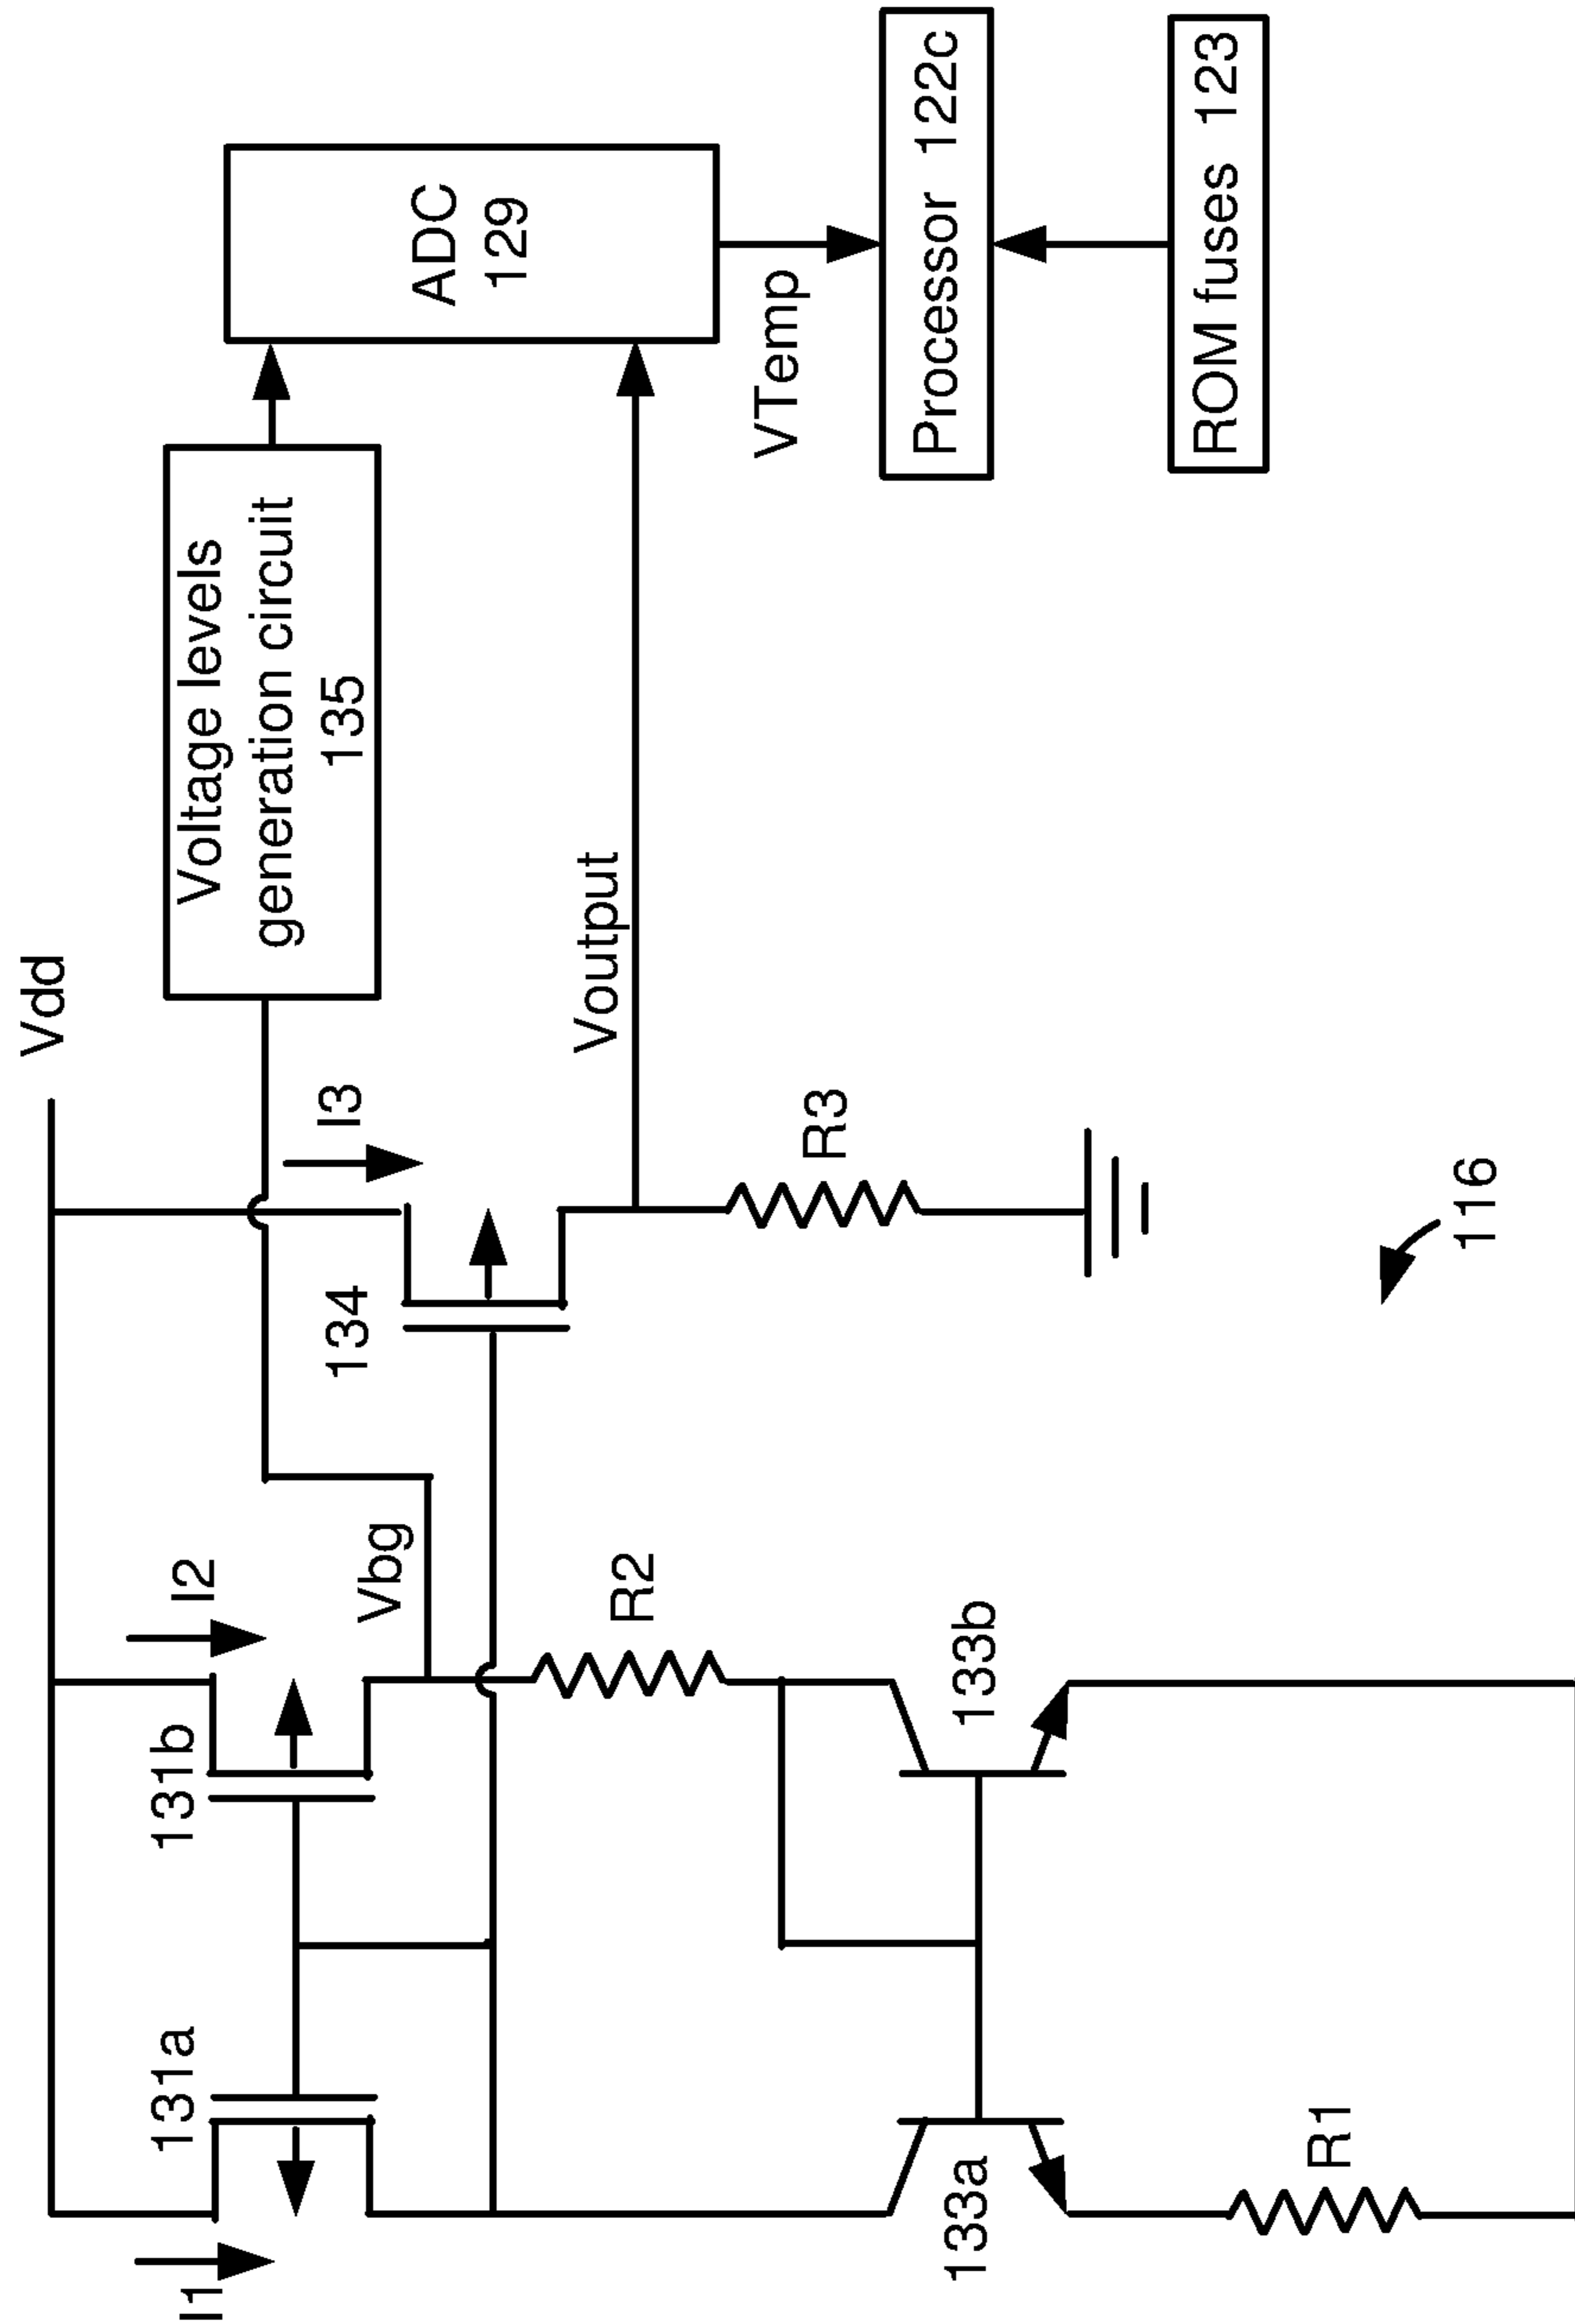 Vdd
I1
131a
131b
I2
Vbg
I3
134
Voltage levels
generation circuit
135
ADC
129
Voutput
R2
R3
VTemp
Processor 122c
ROM fuses 123
133a
133b
R1
116